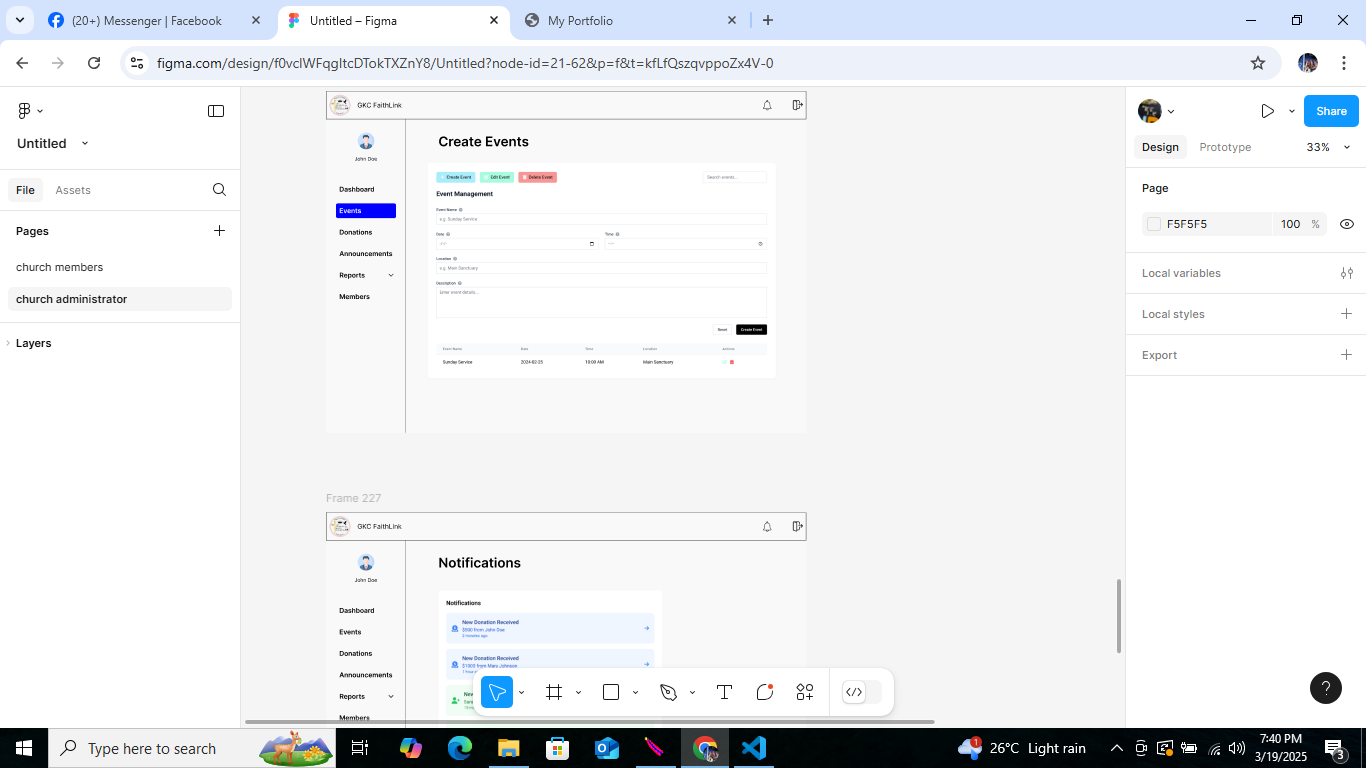 (20+) Messenger | Facebook
Untitled – Figma
My Portfolio
figma.com/design/f0vclWFqgItcDTokTXZnY8/Untitled?node-id=21-62&p=f&t=kfLfQszqvppoZx4V-0
Untitled
File
Assets
Pages
church members
church administrator
Layers
GKC FaithLink
John Doe
Dashboard
Events
Donations
Announcements
Reports
Members
Create Events
Create Event
Edit Event
Delete Event
Search events...
Event Management
Event Name
e.g. Sunday Service
Date
Time
Location
e.g. Main Sanctuary
Description
Enter event details...
Reset
Create Event
Event Name
Date
Time
Location
Actions
Sunday Service
2024-02-25
10:00 AM
Main Sanctuary
Frame 227
GKC FaithLink
John Doe
Dashboard
Events
Donations
Announcements
Reports
Members
Notifications
Notifications
New Donation Received
$500 from John Doe
2 minutes ago
New Donation Received
$1000 from Mary Johnson
1 hour
New
Share
Design
Prototype
33%
Page
F5F5F5
100
%
Local variables
Local styles
Export
?
Type here to search
1
26°C Light rain
7:40 PM
3/19/2025
3